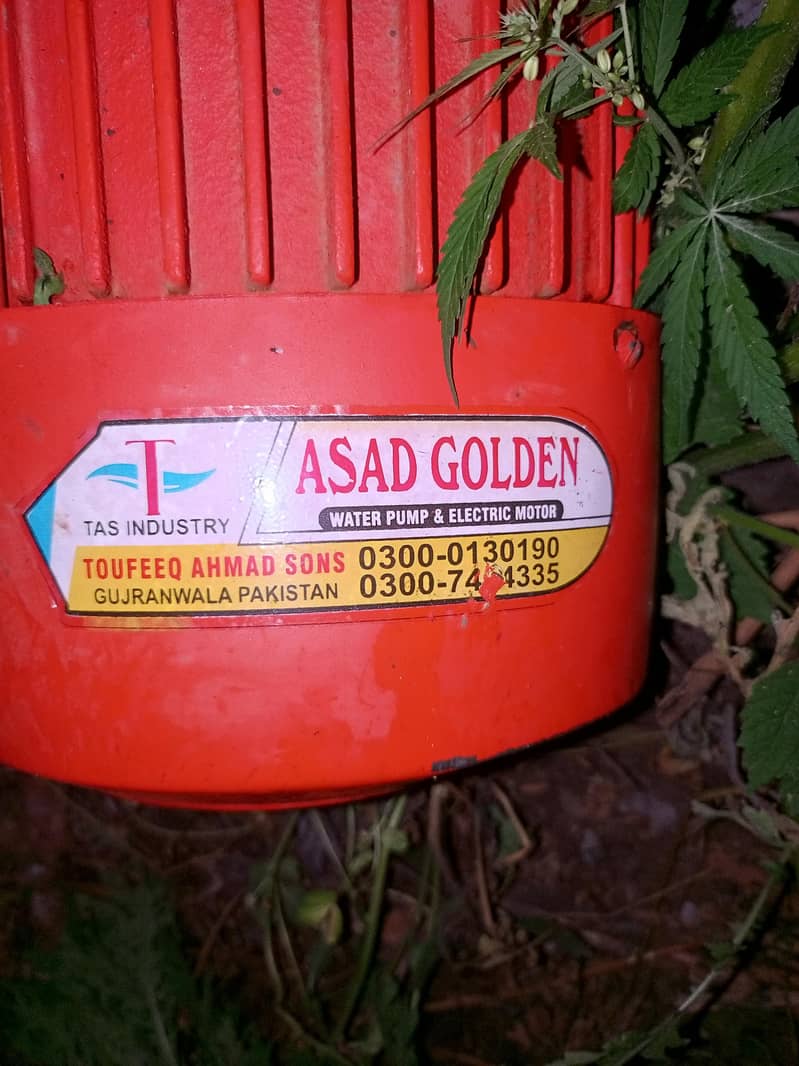 T
TAS INDUSTRY
ASAD GOLDEN
WATER PUMP & ELECTRIC MOTOR
TOUFEEQ AHMAD SONS
GUJRANWALA PAKISTAN
0300-0130190